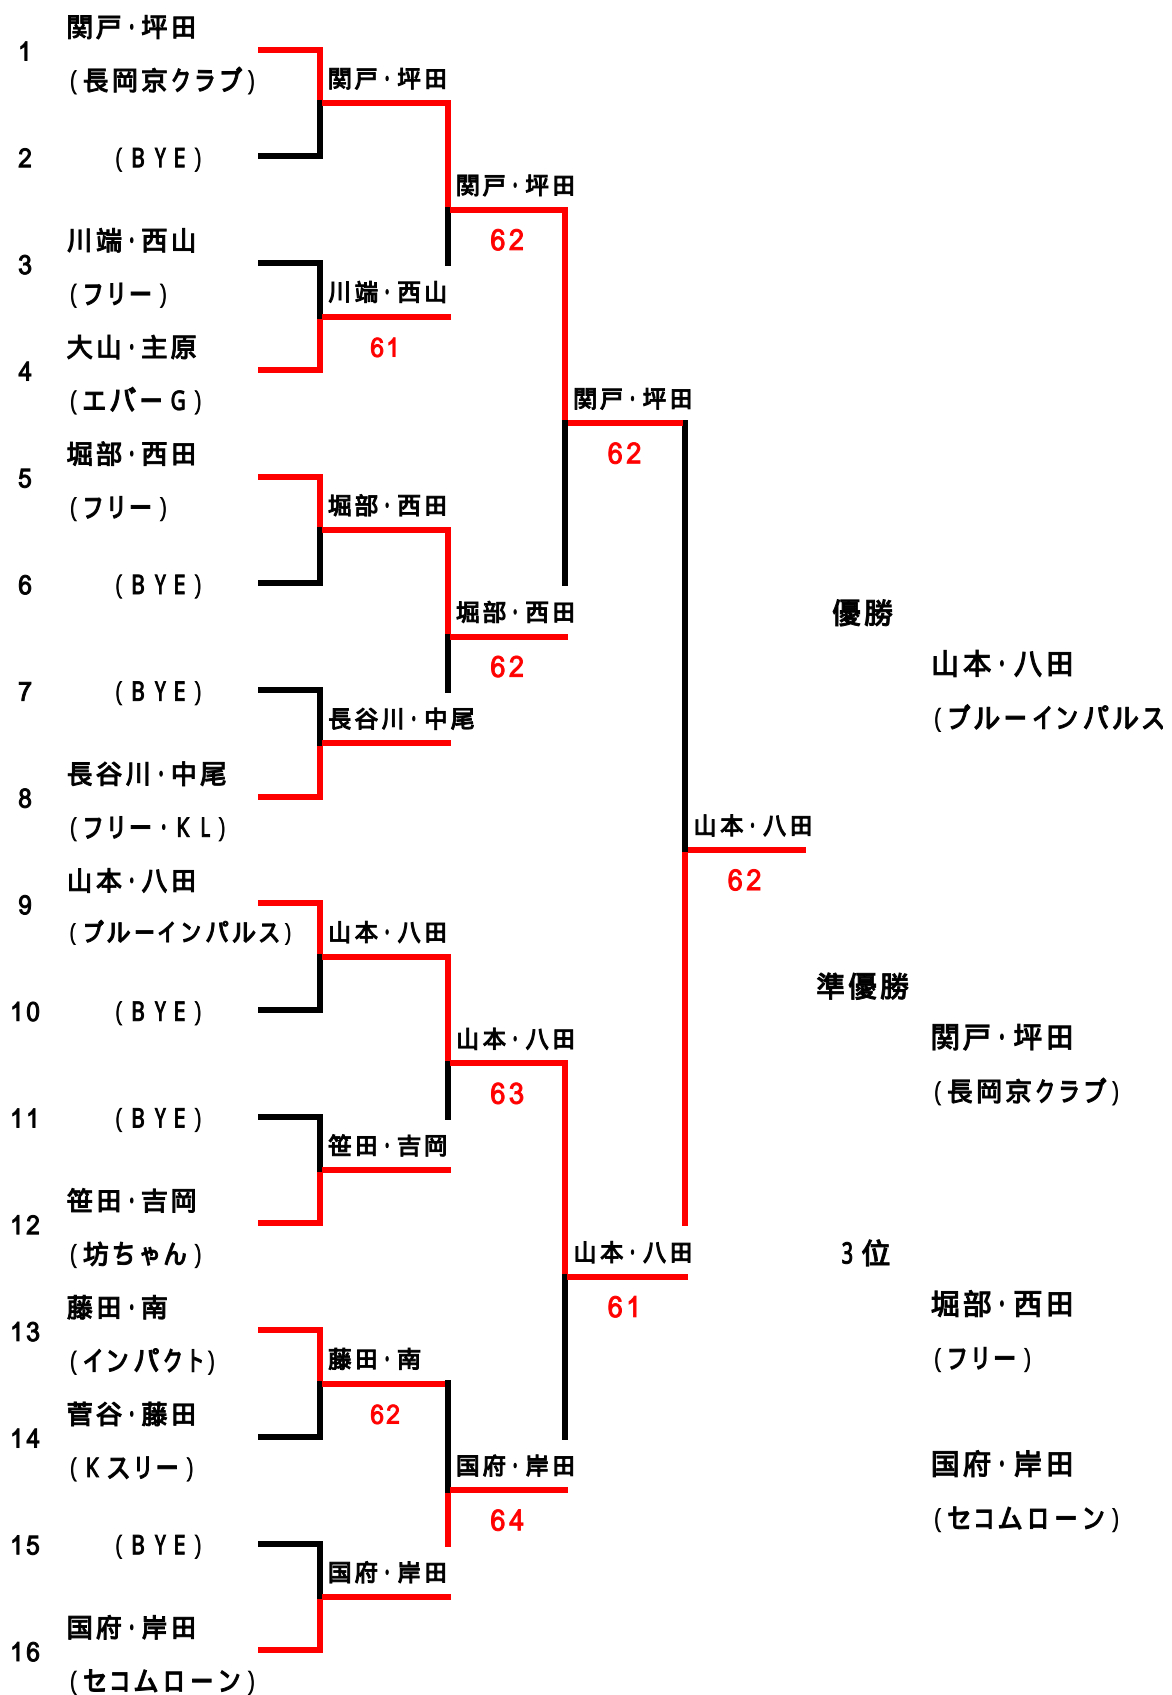 関戸・坪田
1
(長岡京クラブ)
関戸・坪田
2
(BYE)
関戸・坪田
62
川端・西山
3
(フリー)
川端・西山
61
大山・主原
4
(エバーG)
関戸・坪田
62
堀部・西田
5
(フリー)
堀部・西田
6
(BYE)
堀部・西田
62
7
(BYE)
長谷川・中尾
長谷川・中尾
8
(フリー・KL)
山本・八田
62
山本・八田
9
(ブルーインパルス)
山本・八田
10
(BYE)
山本・八田
63
11
(BYE)
笹田・吉岡
笹田・吉岡
12
(坊ちゃん)
山本・八田
61
藤田・南
13
(インパクト)
藤田・南
62
菅谷・藤田
14
(Kスリー)
国府・岸田
64
15
(BYE)
国府・岸田
国府・岸田
16
(セコムローン)
優勝
山本・八田
(ブルーインパルス
準優勝
関戸・坪田
(長岡京クラブ)
3位
堀部・西田
(フリー)
国府・岸田
(セコムローン)